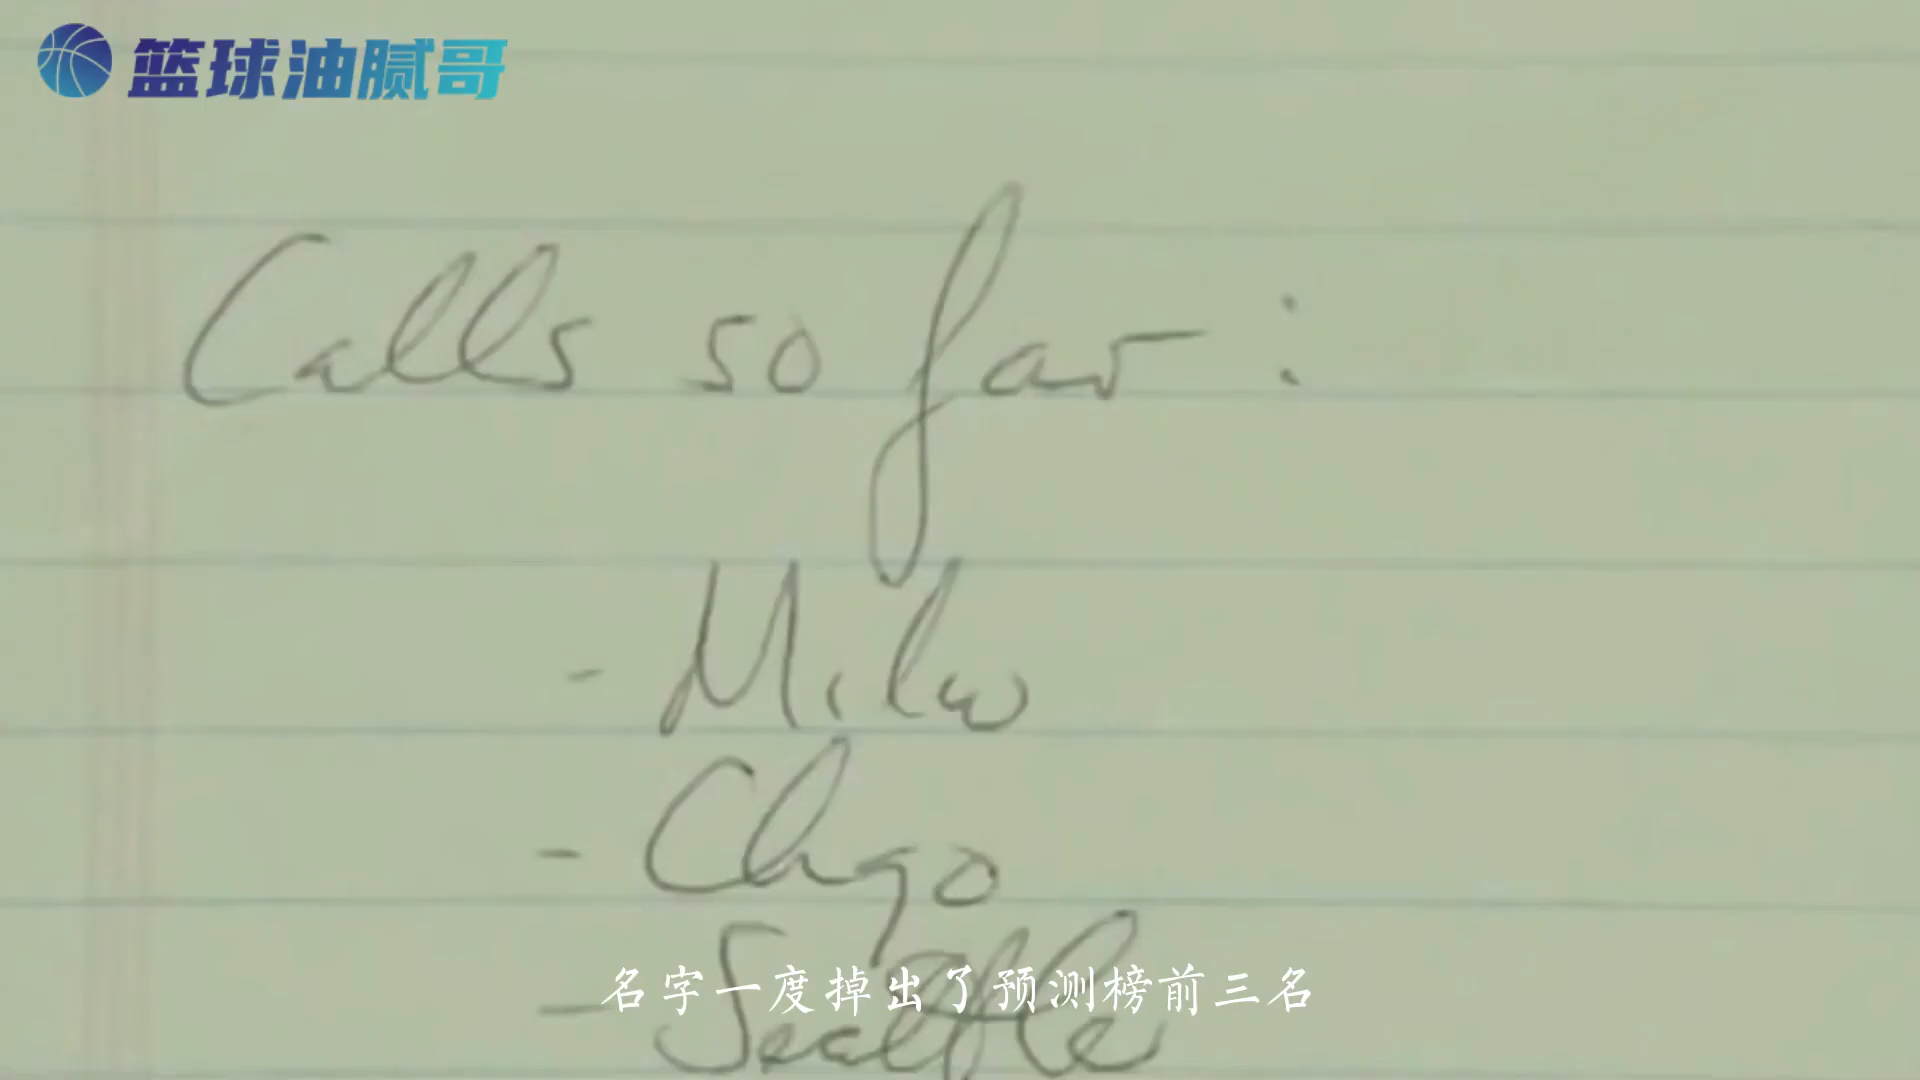 篮球油腻哥
Calls so far :
- Milw
- Chgo
- Seattle
名字一度掉出了预测榜前三名